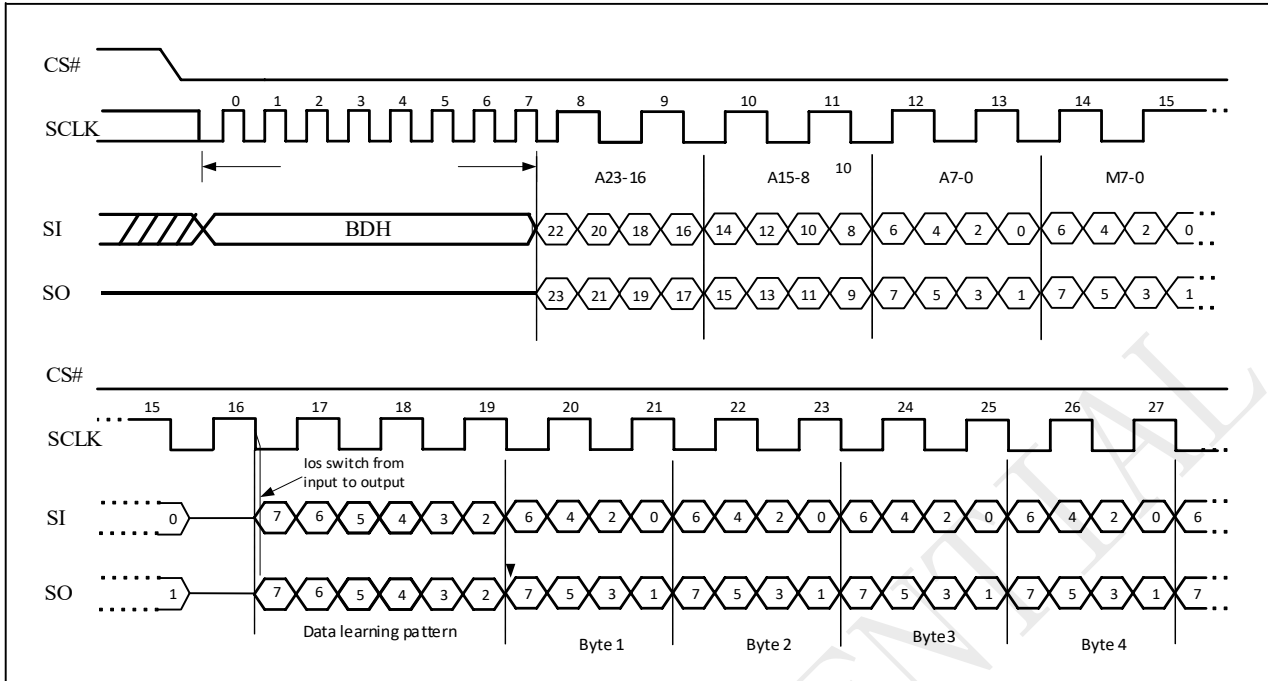 CS#
0 1 2 3 4 5 6 7 8 9 10 11 12 13 14 15
SCLK
A23-16 A15-8 10 A7-0 M7-0
SI BDH 22 20 18 16 14 12 10 8 6 4 2 0 6 4 2 0
SO 23 21 19 17 15 13 11 9 7 5 3 1 7 5 3 1
CS#
15 16 17 18 19 20 21 22 23 24 25 26 27
SCLK
Ios switch from
input to output
SI 0 7 6 5 4 3 2 6 4 2 0 6 4 2 0 6 4 2 0 6 4 2 0 6
SO 1 7 6 5 4 3 2 7 5 3 1 7 5 3 1 7 5 3 1 7 5 3 1 7
Data learning pattern Byte 1 Byte 2 Byte3 Byte 4